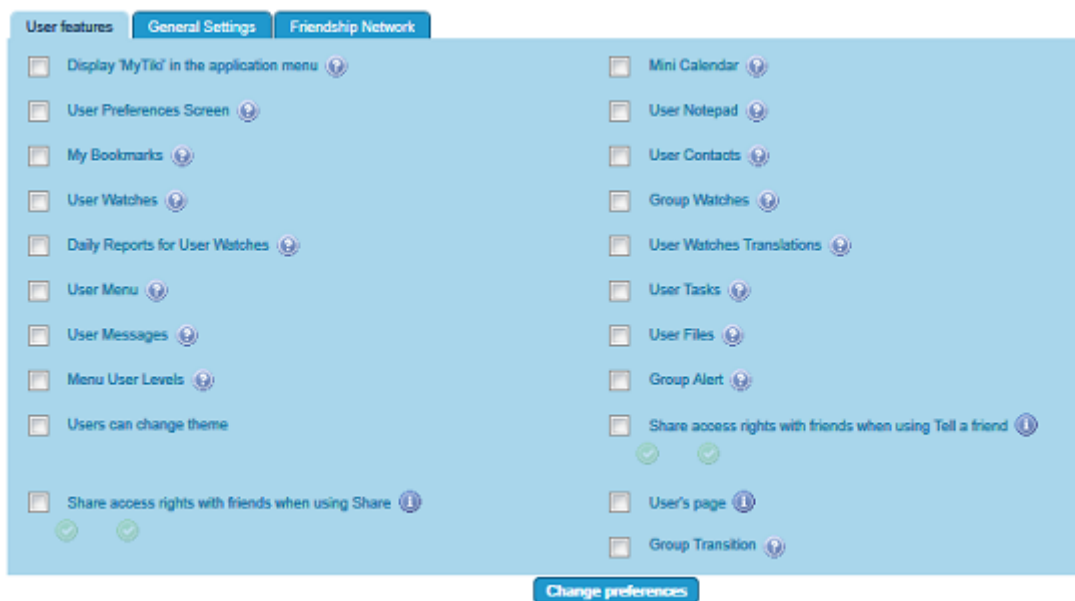 User features
General Settings
Friendship Network
Display 'MyTiki' in the application menu
Mini Calendar
User Preferences Screen
User Notepad
My Bookmarks
User Contacts
User Watches
Group Watches
Daily Reports for User Watches
User Watches Translations
User Menu
User Tasks
User Messages
User Files
Menu User Levels
Group Alert
Users can change theme
Share access rights with friends when using Tell a friend
Share access rights with friends when using Share
User's page
Group Transition
Change preferences